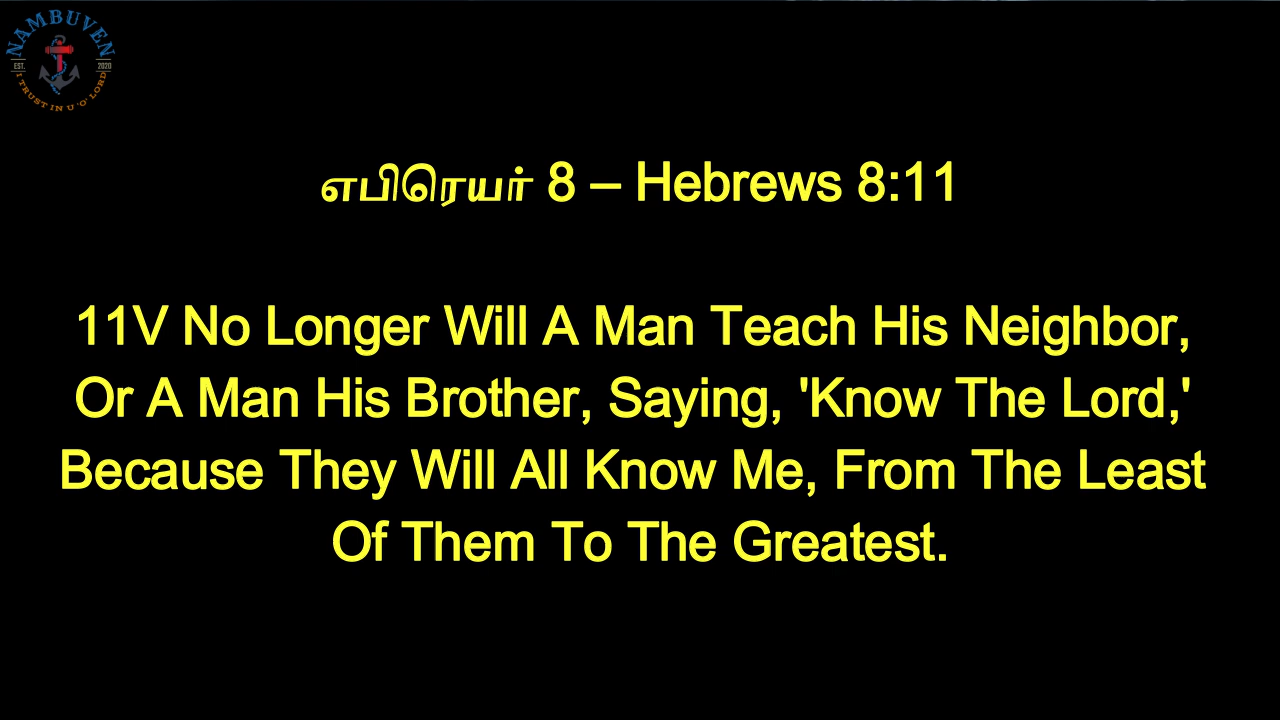 NAMBUVEN
EST. 2020
I TRUST IN U 'O' LORD
எபிரெயர் 8 – Hebrews 8:11
11V No Longer Will A Man Teach His Neighbor,
Or A Man His Brother, Saying, 'Know The Lord,'
Because They Will All Know Me, From The Least
Of Them To The Greatest.